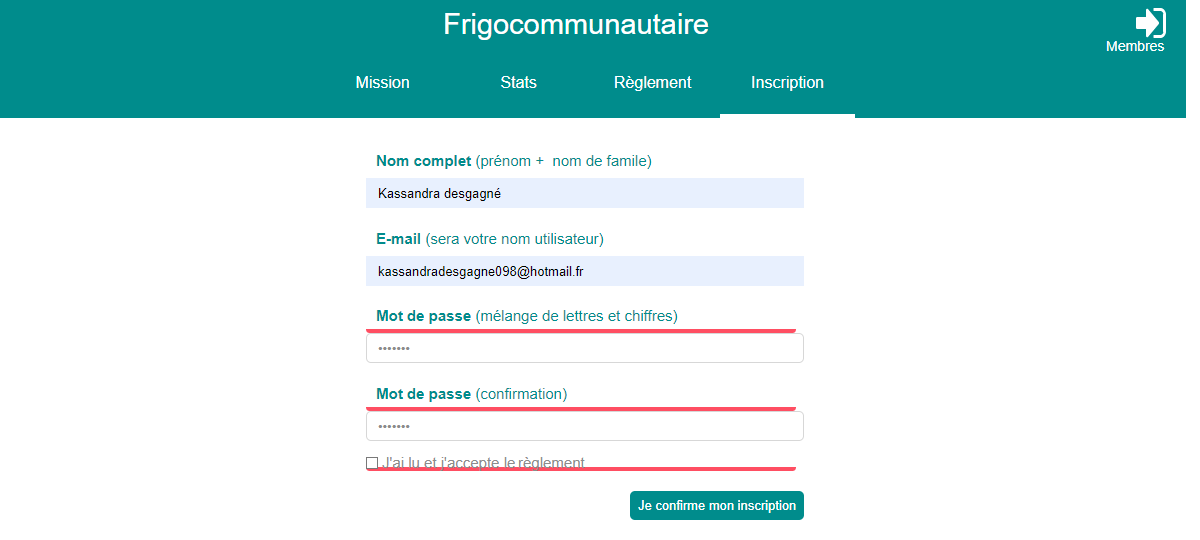 Frigocommunautaire
Membres
Mission Stats Règlement Inscription
Nom complet (prénom + nom de famile)
Kassandra desgagné
E-mail (sera votre nom utilisateur)
kassandradesgagne098@hotmail.fr
Mot de passe (mélange de lettres et chiffres)
•••••••
Mot de passe (confirmation)
•••••••
J'ai lu et j'accepte le règlement
Je confirme mon inscription